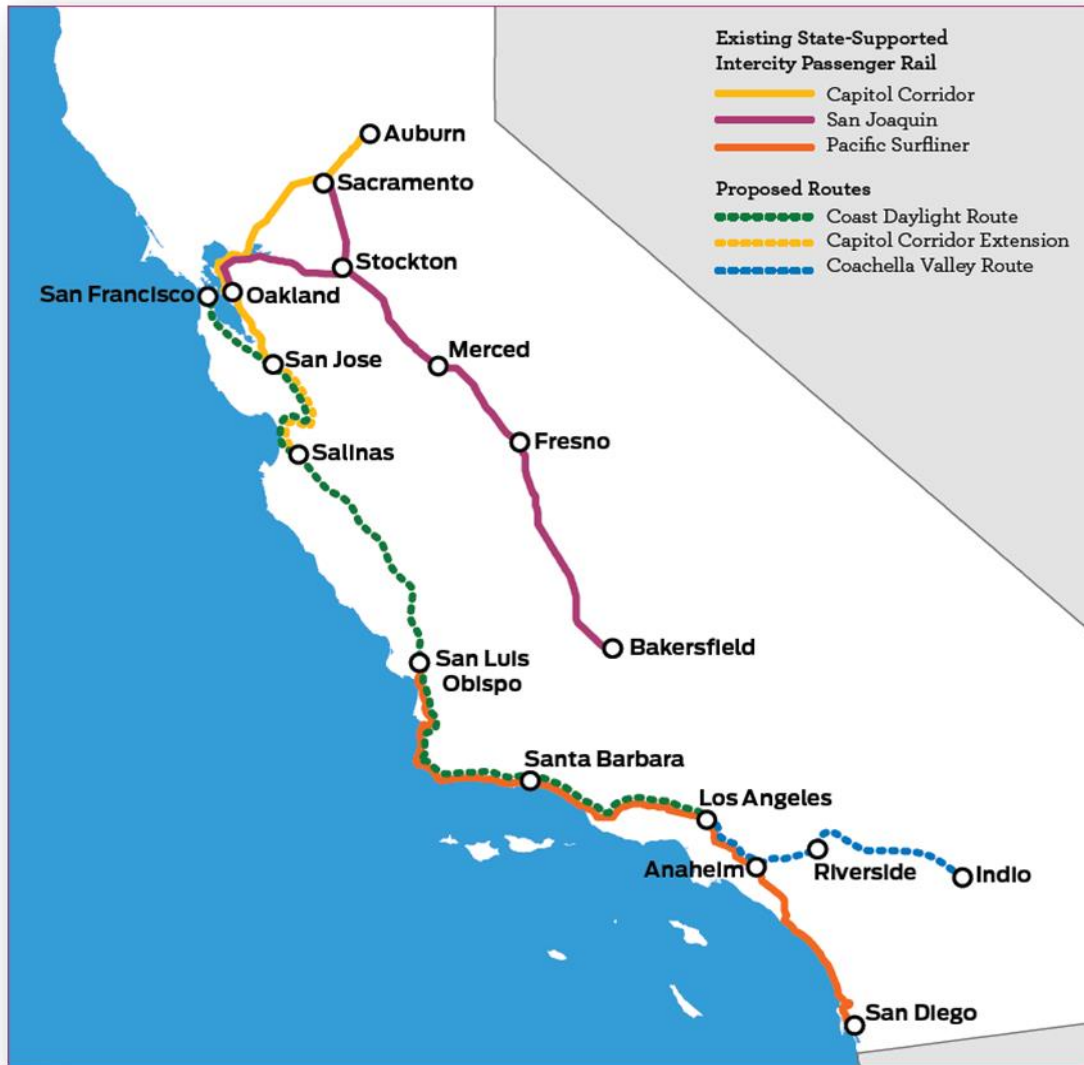 Existing State-Supported
Intercity Passenger Rail
Capitol Corridor
San Joaquin
Pacific Surfliner
Proposed Routes
Coast Daylight Route
Capitol Corridor Extension
Coachella Valley Route
Auburn
Sacramento
Stockton
San Francisco
Oakland
San Jose
Merced
Salinas
Fresno
San Luis
Obispo
Bakersfield
Santa Barbara
Los Angeles
Anaheim
Riverside
Indio
San Diego